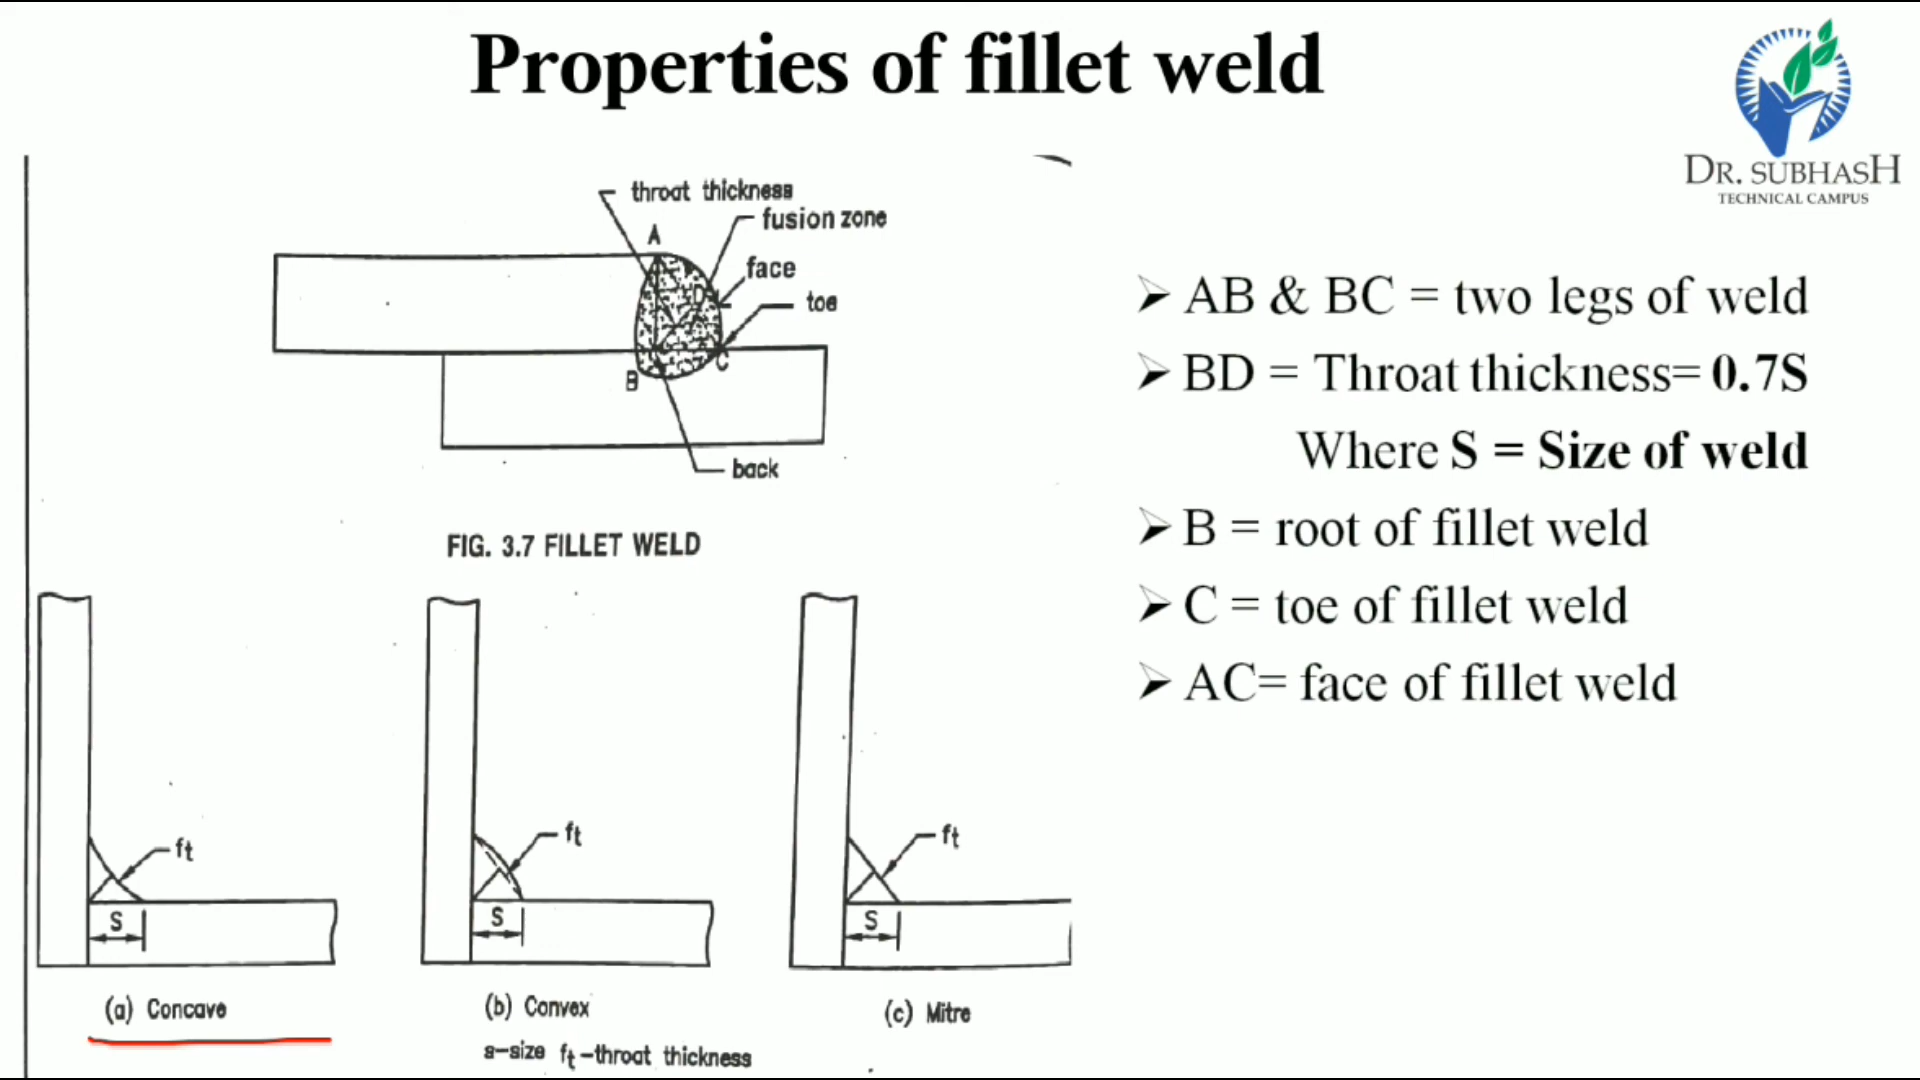 Properties of fillet weld
DR. SUBHASH
TECHNICAL CAMPUS
throat thickness
fusion zone
A
face
D
toe
B
C
back
FIG. 3.7 FILLET WELD
ft
S
(a) Concave
ft
S
(b) Convex
ft
S
(c) Mitre
s-size ft-throat thickness
➢ AB & BC = two legs of weld
➢ BD = Throat thickness= 0.7S
Where S = Size of weld
➢ B = root of fillet weld
➢ C = toe of fillet weld
➢ AC= face of fillet weld